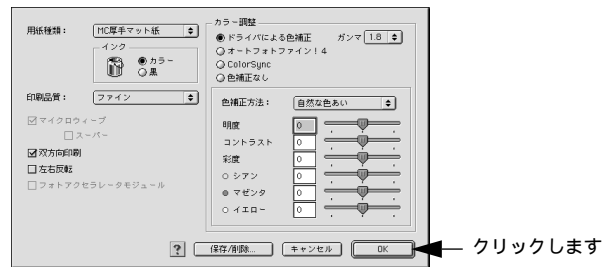 用紙種類： MC厚手マット紙
インク
カラー
黒
印刷品質： ファイン
マイクロウィーブ
スーパー
双方向印刷
左右反転
フォトアクセラレータモジュール
カラー調整
ドライバによる色補正 ガンマ 1.8
オートフォトファイン！4
ColorSync
色補正なし
色補正方法： 自然な色あい
明度 0
コントラスト 0
彩度 0
シアン 0
マゼンタ 0
イエロー 0
? 保存/削除... キャンセル OK
クリックします